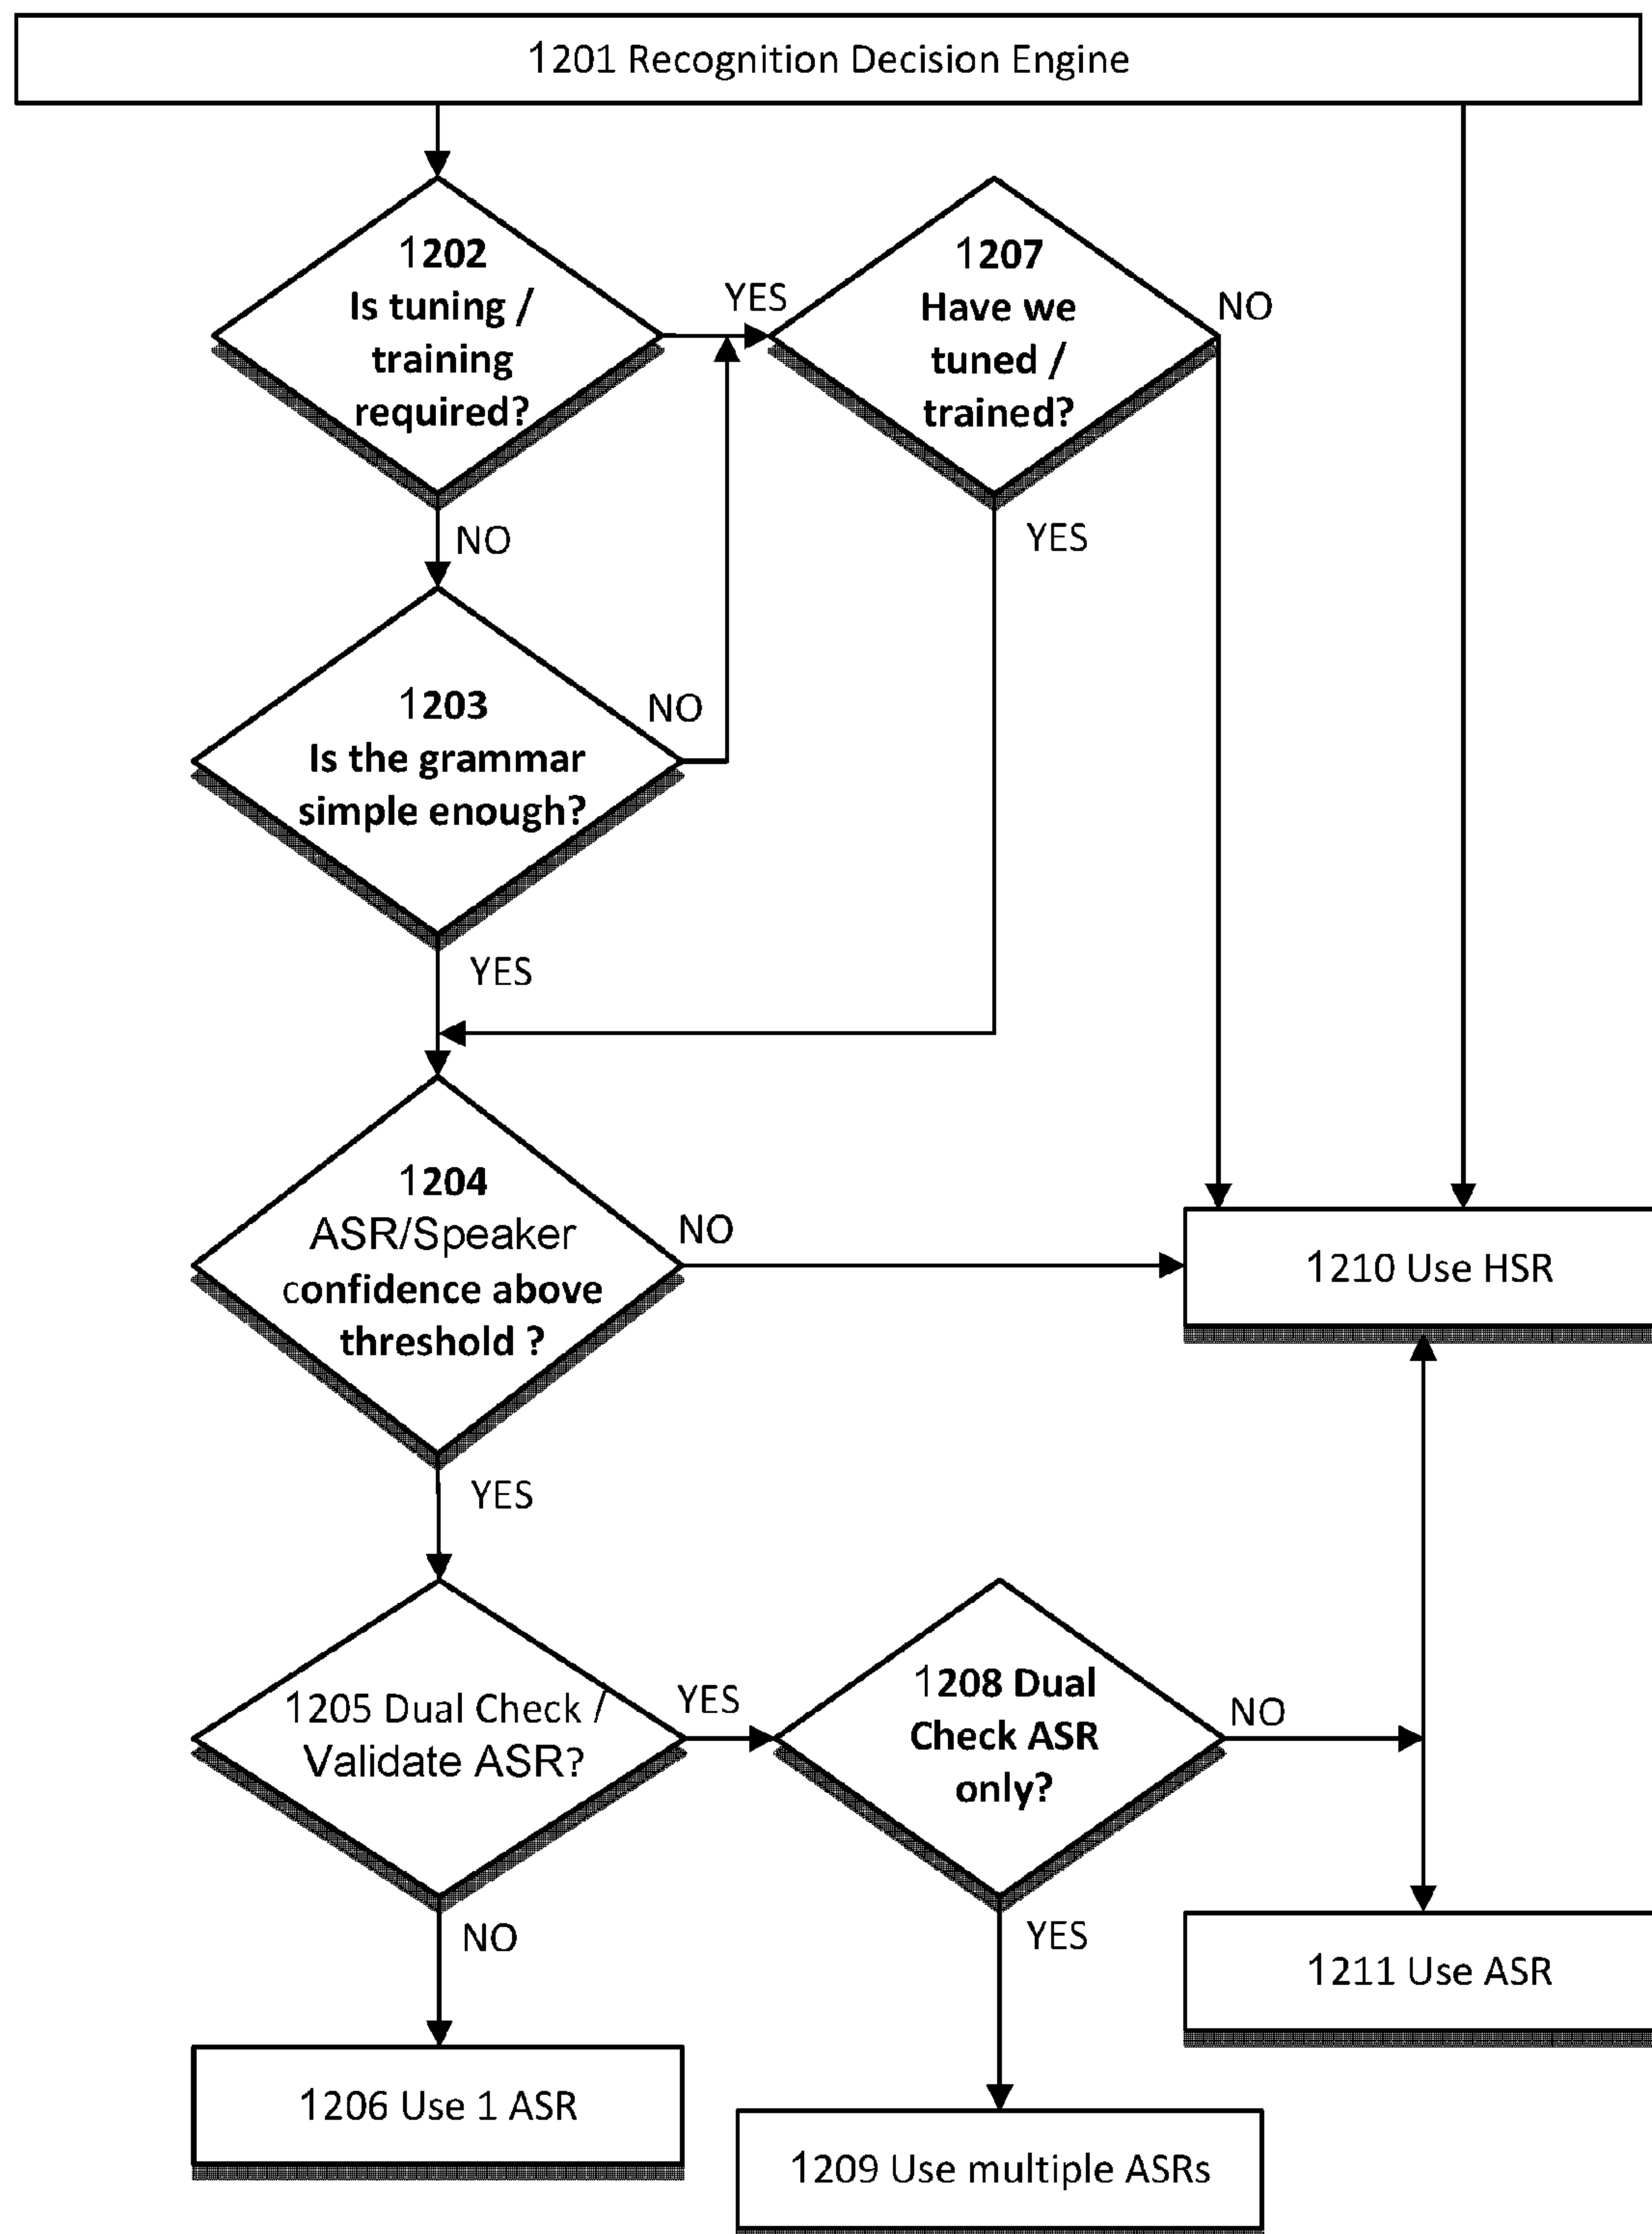 1201 Recognition Decision Engine
1202
Is tuning /
training
required?
YES
1207
Have we
tuned /
trained?
NO
NO
YES
1203
Is the grammar
simple enough?
NO
YES
1204
ASR/Speaker
confidence above
threshold ?
NO
1210 Use HSR
YES
1205 Dual Check /
Validate ASR?
YES
1208 Dual
Check ASR
only?
NO
NO
YES
1211 Use ASR
1206 Use 1 ASR
1209 Use multiple ASRs